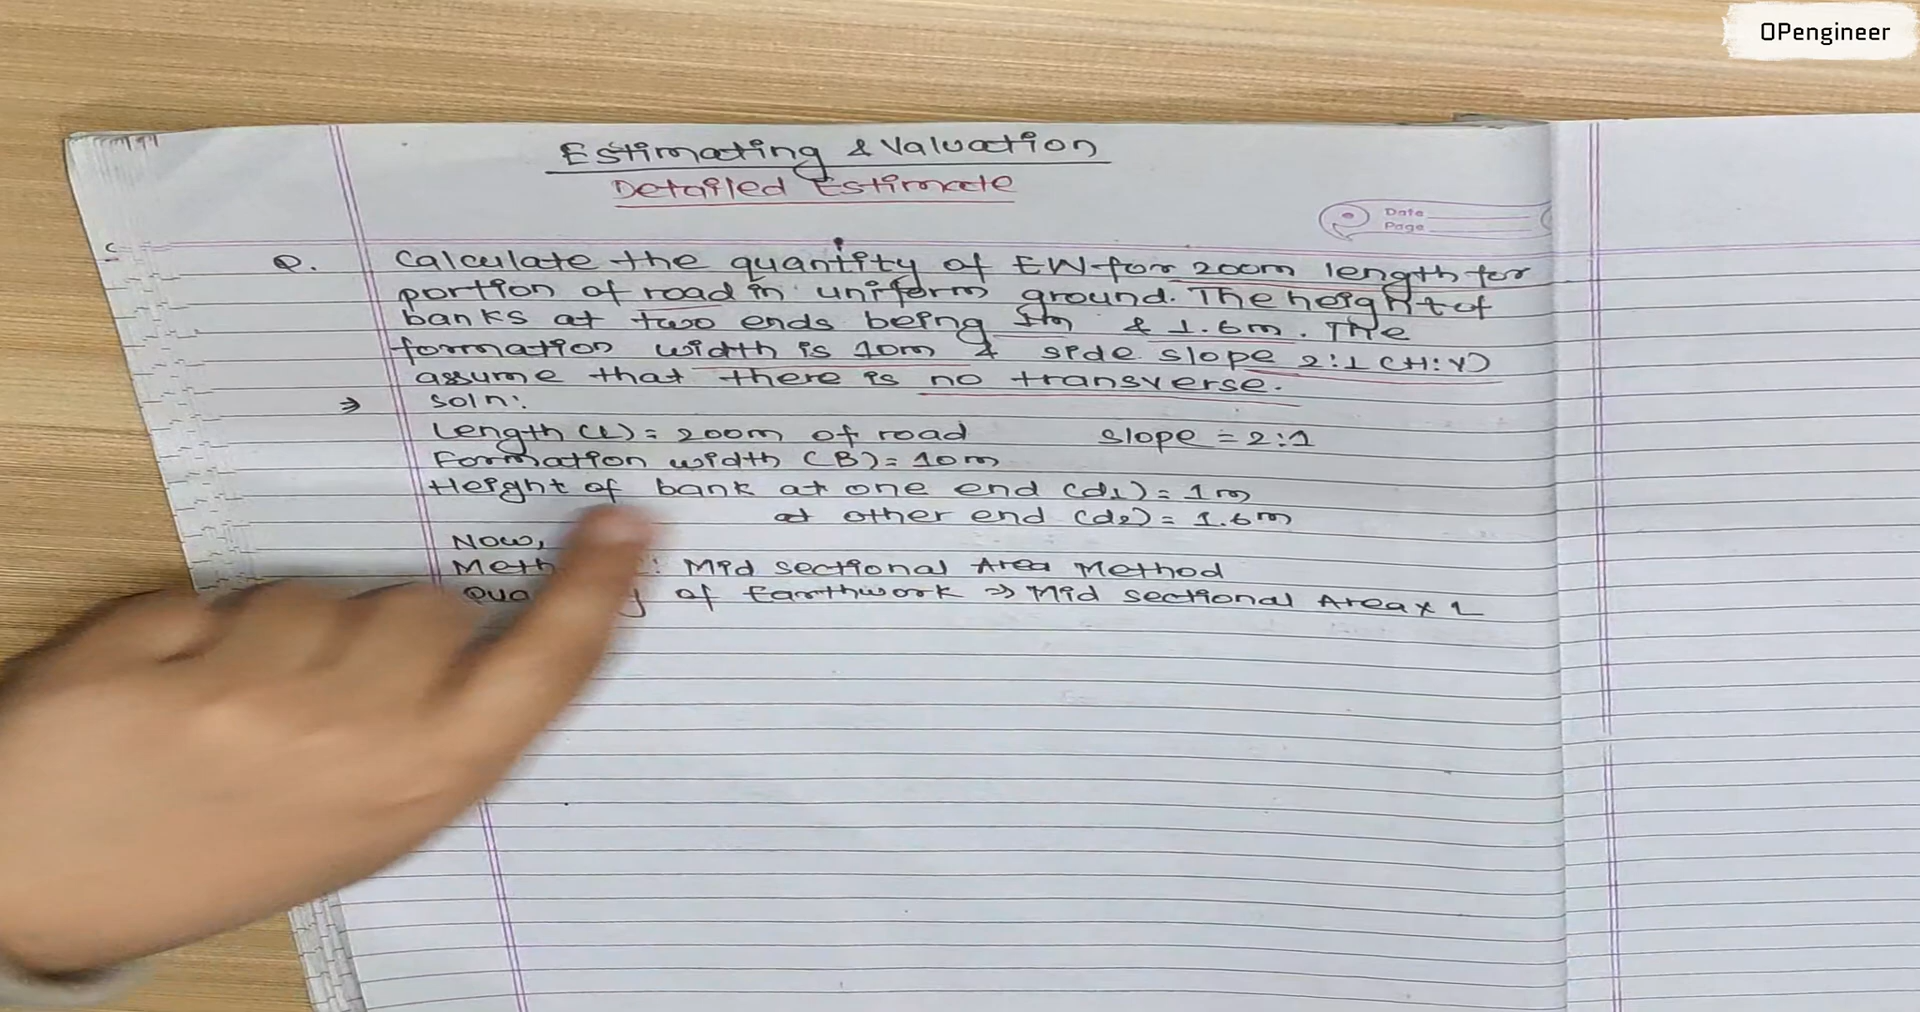 OPengineer
Estimating & Valuation
Detailed Estimate
Date
Page
Q. Calculate the quantity of EW for 200m length for
portion of road in uniform ground. The height of
banks at two ends being 1m & 1.6m. The
formation width is 10m & side slope 2:1 (H:V)
assume that there is no transverse.
⇒ Soln:
Length (L) = 200m of road slope = 2:1
Formation width (B) = 10m
Height of bank at one end (d1) = 1m
at other end (d2) = 1.6m
Now,
: Mid sectional Area Method
of Earthwork ⇒ Mid sectional Area x L